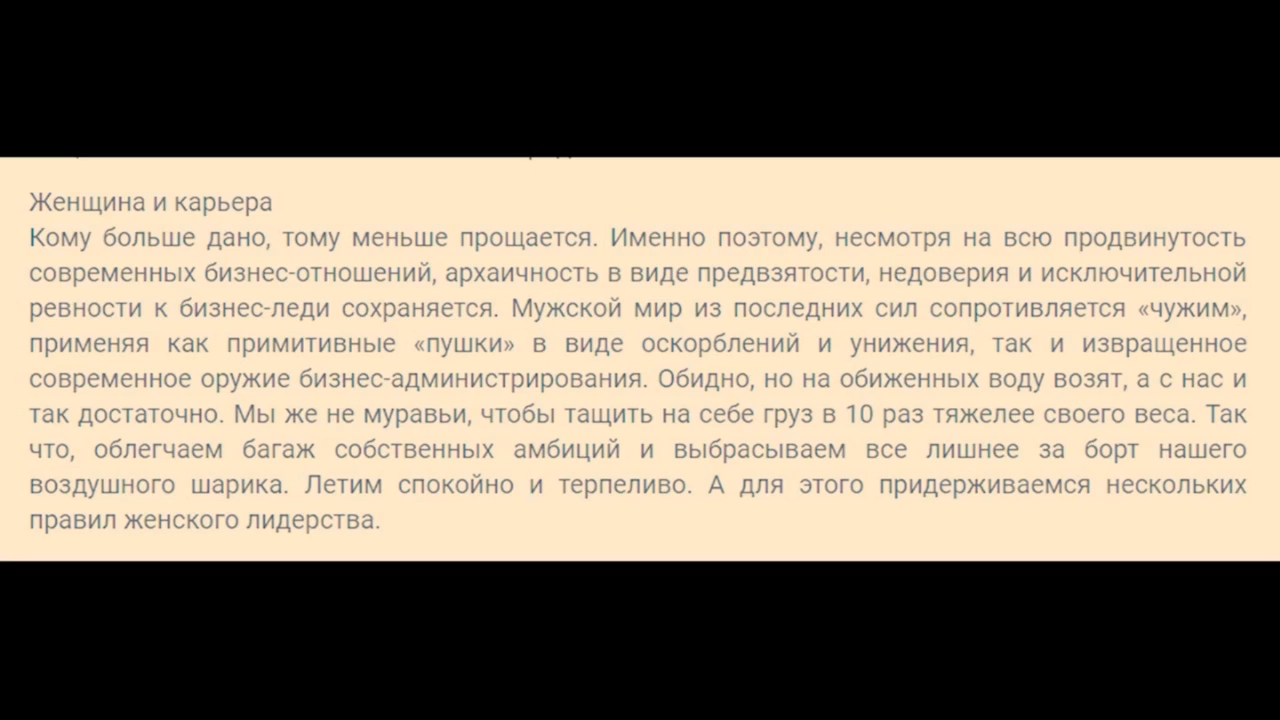 Женщина и карьера
Кому больше дано, тому меньше прощается. Именно поэтому, несмотря на всю продвинутость
современных бизнес-отношений, архаичность в виде предвзятости, недоверия и исключительной
ревности к бизнес-леди сохраняется. Мужской мир из последних сил сопротивляется «чужим»,
применяя как примитивные «пушки» в виде оскорблений и унижения, так и извращенное
современное оружие бизнес-администрирования. Обидно, но на обиженных воду возят, а с нас и
так достаточно. Мы же не муравьи, чтобы тащить на себе груз в 10 раз тяжелее своего веса. Так
что, облегчаем багаж собственных амбиций и выбрасываем все лишнее за борт нашего
воздушного шарика. Летим спокойно и терпеливо. А для этого придерживаемся нескольких
правил женского лидерства.